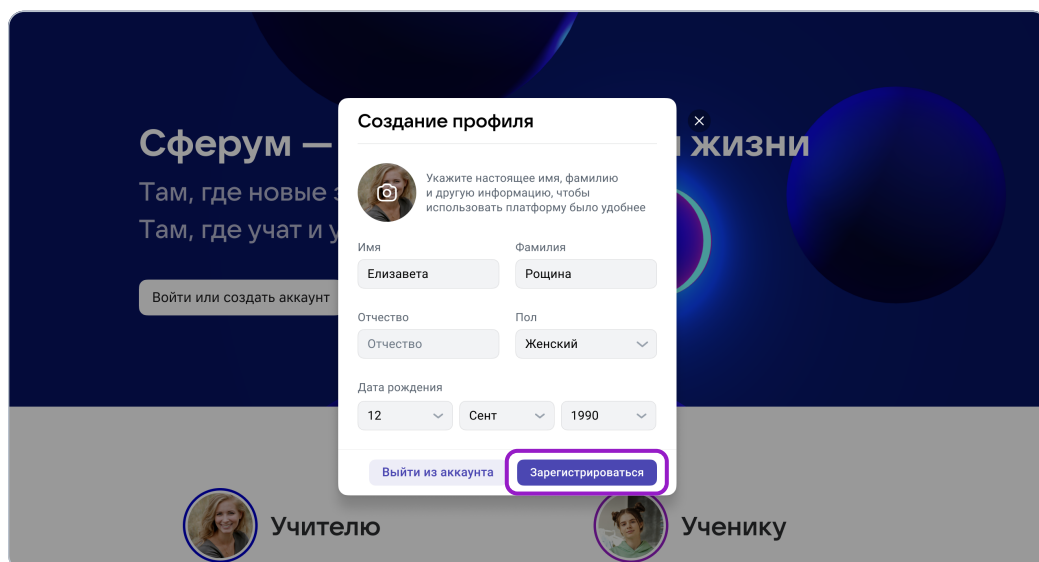 Создание профиля
Сферум —
жизни
Укажите настоящее имя, фамилию
и другую информацию, чтобы
использовать платформу было удобнее
Там, где новые
Там, где учат и
Имя
Фамилия
Елизавета
Рощина
Войти или создать аккаунт
Отчество
Пол
Отчество
Женский
Дата рождения
12
Сент
1990
Выйти из аккаунта
Зарегистрироваться
Учителю
Ученику